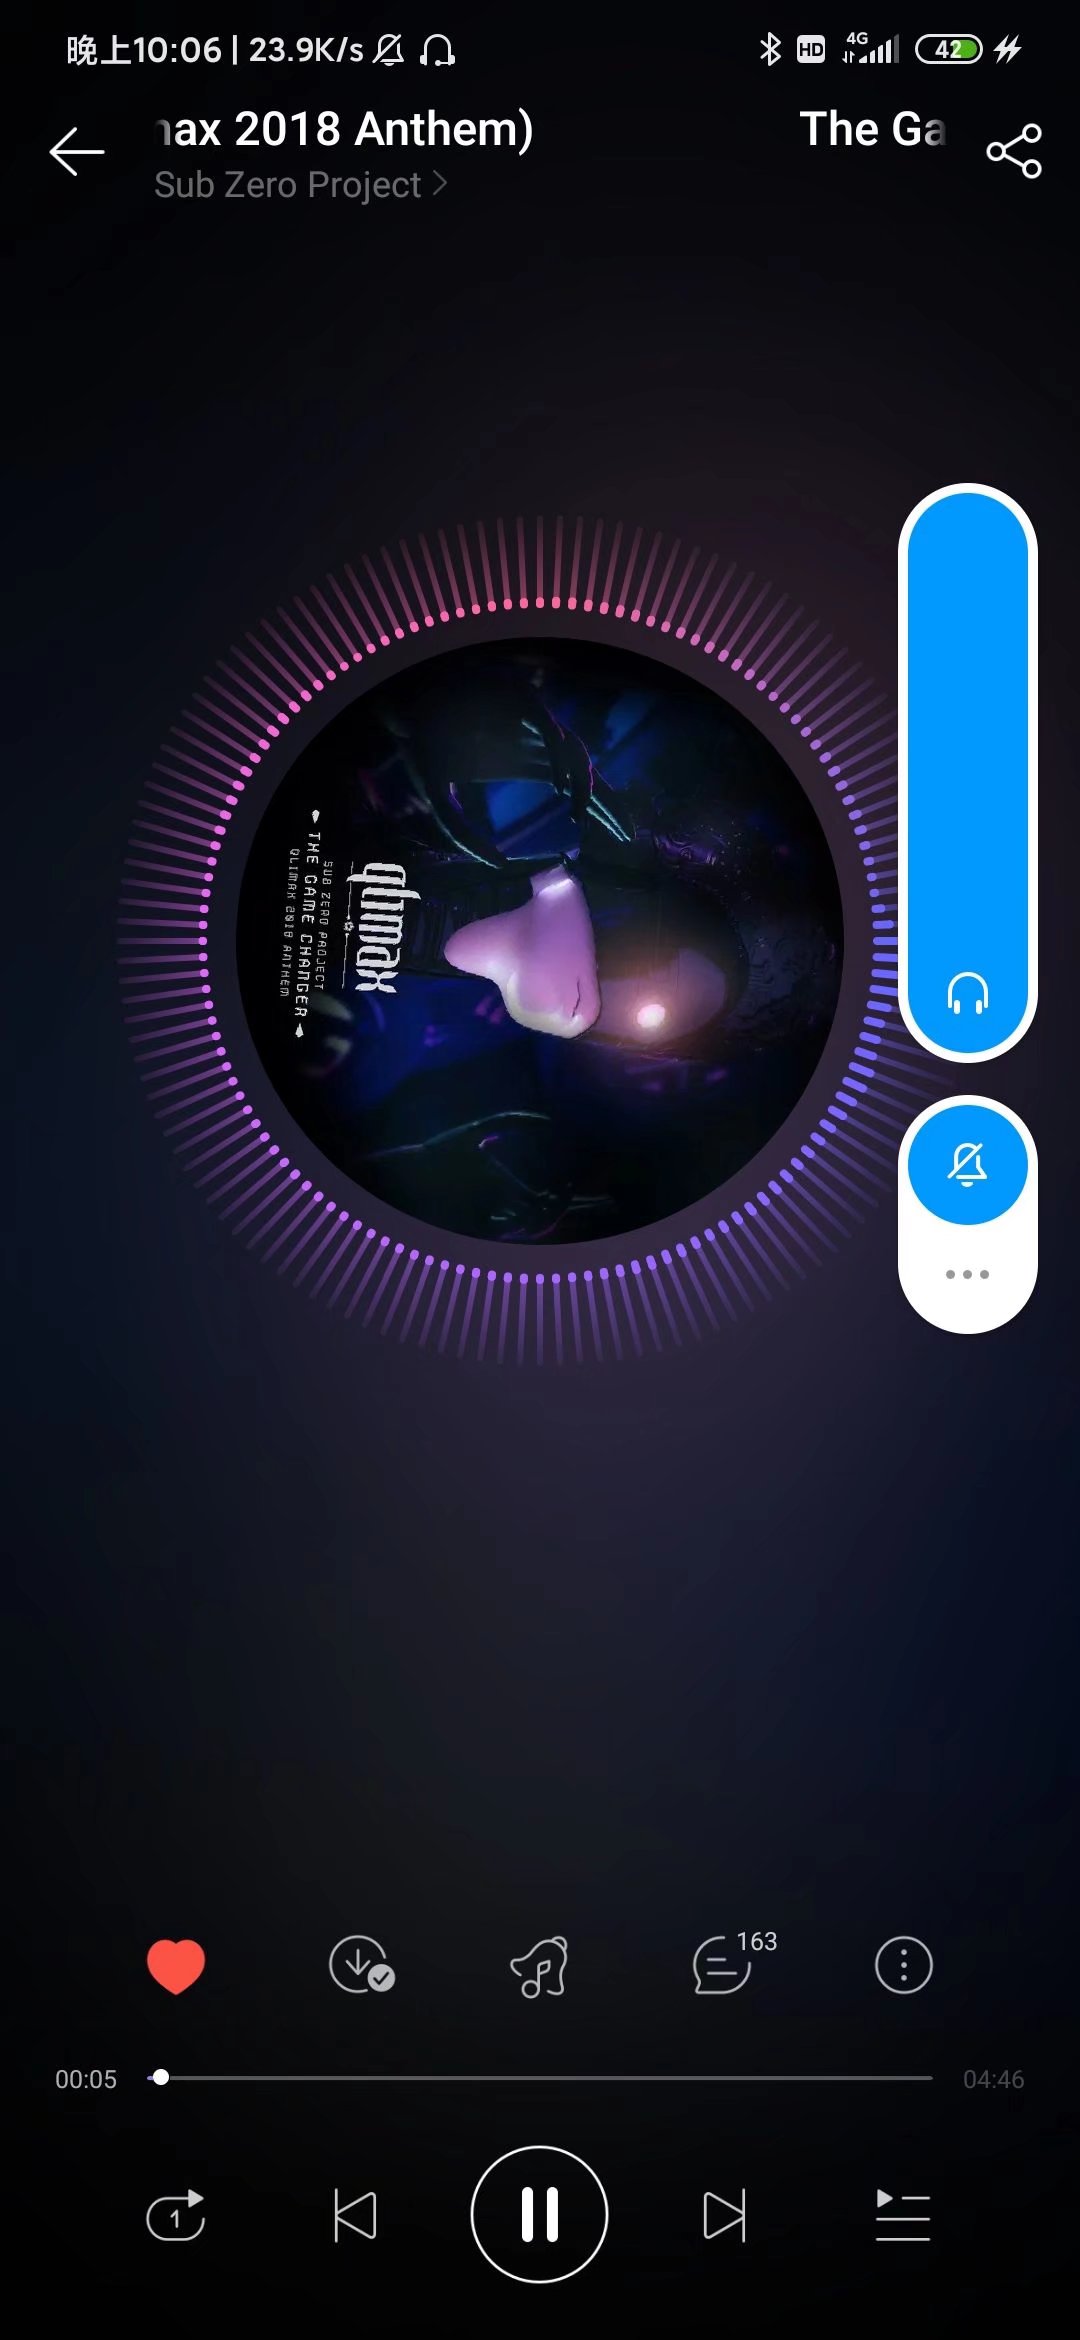 晚上10:06 | 23.9K/s
HD 4G 42
max 2018 Anthem) The Ga
Sub Zero Project
qlimax
SUB ZERO PROJECT
THE GAME CHANGER
QLIMAX 2018 ANTHEM
163
00:05 04:46
1